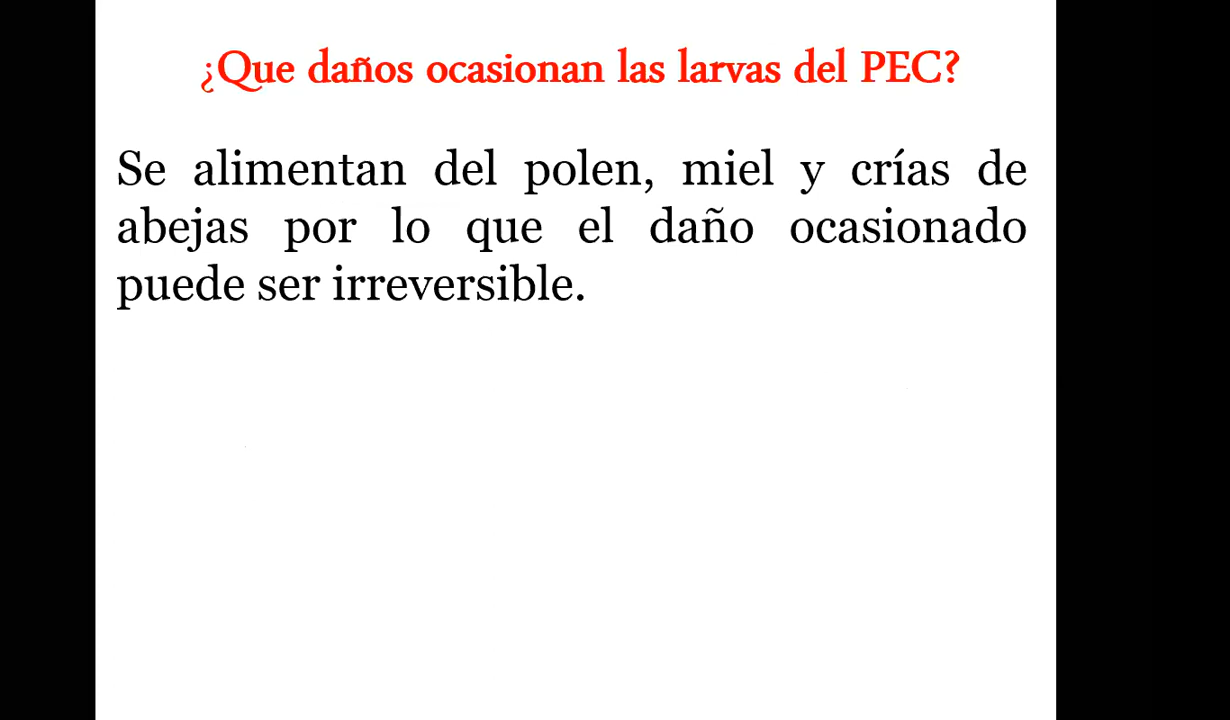 ¿Que daños ocasionan las larvas del PEC?
Se alimentan del polen, miel y crías de
abejas por lo que el daño ocasionado
puede ser irreversible.